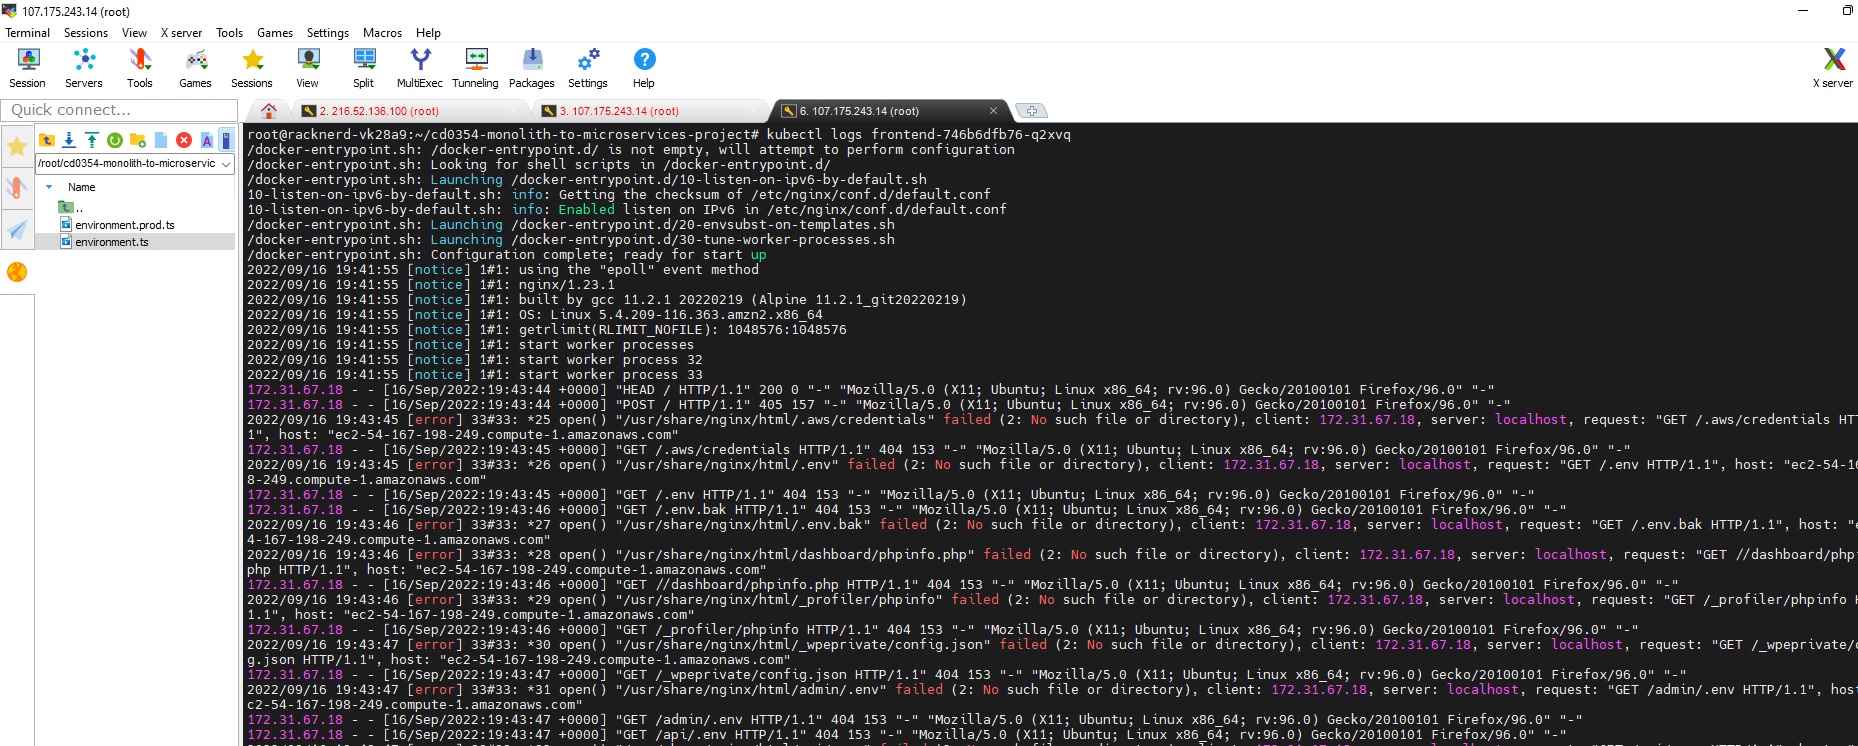 107.175.243.14 (root)
Terminal Sessions View X server Tools Games Settings Macros Help
Session Servers Tools Games Sessions View Split MultiExec Tunneling Packages Settings Help X server
Quick connect...
2. 216.52.136.100 (root)
3. 107.175.243.14 (root)
6. 107.175.243.14 (root)
/root/cd0354-monolith-to-microservic
Name
..
environment.prod.ts
environment.ts
root@racknerd-vk28a9:~/cd0354-monolith-to-microservices-project# kubectl logs frontend-746b6dfb76-q2xvq
/docker-entrypoint.sh: /docker-entrypoint.d/ is not empty, will attempt to perform configuration
/docker-entrypoint.sh: Looking for shell scripts in /docker-entrypoint.d/
/docker-entrypoint.sh: Launching /docker-entrypoint.d/10-listen-on-ipv6-by-default.sh
10-listen-on-ipv6-by-default.sh: info: Getting the checksum of /etc/nginx/conf.d/default.conf
10-listen-on-ipv6-by-default.sh: info: Enabled listen on IPv6 in /etc/nginx/conf.d/default.conf
/docker-entrypoint.sh: Launching /docker-entrypoint.d/20-envsubst-on-templates.sh
/docker-entrypoint.sh: Launching /docker-entrypoint.d/30-tune-worker-processes.sh
/docker-entrypoint.sh: Configuration complete; ready for start up
2022/09/16 19:41:55 [notice] 1#1: using the "epoll" event method
2022/09/16 19:41:55 [notice] 1#1: nginx/1.23.1
2022/09/16 19:41:55 [notice] 1#1: built by gcc 11.2.1 20220219 (Alpine 11.2.1_git20220219)
2022/09/16 19:41:55 [notice] 1#1: OS: Linux 5.4.209-116.363.amzn2.x86_64
2022/09/16 19:41:55 [notice] 1#1: getrlimit(RLIMIT_NOFILE): 1048576:1048576
2022/09/16 19:41:55 [notice] 1#1: start worker processes
2022/09/16 19:41:55 [notice] 1#1: start worker process 32
2022/09/16 19:41:55 [notice] 1#1: start worker process 33
172.31.67.18 - - [16/Sep/2022:19:43:44 +0000] "HEAD / HTTP/1.1" 200 0 "-" "Mozilla/5.0 (X11; Ubuntu; Linux x86_64; rv:96.0) Gecko/20100101 Firefox/96.0" "-"
172.31.67.18 - - [16/Sep/2022:19:43:44 +0000] "POST / HTTP/1.1" 405 157 "-" "Mozilla/5.0 (X11; Ubuntu; Linux x86_64; rv:96.0) Gecko/20100101 Firefox/96.0" "-"
2022/09/16 19:43:45 [error] 33#33: *25 open() "/usr/share/nginx/html/.aws/credentials" failed (2: No such file or directory), client: 172.31.67.18, server: localhost, request: "GET /.aws/credentials HT
1", host: "ec2-54-167-198-249.compute-1.amazonaws.com"
172.31.67.18 - - [16/Sep/2022:19:43:45 +0000] "GET /.aws/credentials HTTP/1.1" 404 153 "-" "Mozilla/5.0 (X11; Ubuntu; Linux x86_64; rv:96.0) Gecko/20100101 Firefox/96.0" "-"
2022/09/16 19:43:45 [error] 33#33: *26 open() "/usr/share/nginx/html/.env" failed (2: No such file or directory), client: 172.31.67.18, server: localhost, request: "GET /.env HTTP/1.1", host: "ec2-54-16
8-249.compute-1.amazonaws.com"
172.31.67.18 - - [16/Sep/2022:19:43:45 +0000] "GET /.env HTTP/1.1" 404 153 "-" "Mozilla/5.0 (X11; Ubuntu; Linux x86_64; rv:96.0) Gecko/20100101 Firefox/96.0" "-"
172.31.67.18 - - [16/Sep/2022:19:43:46 +0000] "GET /.env.bak HTTP/1.1" 404 153 "-" "Mozilla/5.0 (X11; Ubuntu; Linux x86_64; rv:96.0) Gecko/20100101 Firefox/96.0" "-"
2022/09/16 19:43:46 [error] 33#33: *27 open() "/usr/share/nginx/html/.env.bak" failed (2: No such file or directory), client: 172.31.67.18, server: localhost, request: "GET /.env.bak HTTP/1.1", host: "e
4-167-198-249.compute-1.amazonaws.com"
2022/09/16 19:43:46 [error] 33#33: *28 open() "/usr/share/nginx/html/dashboard/phpinfo.php" failed (2: No such file or directory), client: 172.31.67.18, server: localhost, request: "GET //dashboard/php
php HTTP/1.1", host: "ec2-54-167-198-249.compute-1.amazonaws.com"
172.31.67.18 - - [16/Sep/2022:19:43:46 +0000] "GET //dashboard/phpinfo.php HTTP/1.1" 404 153 "-" "Mozilla/5.0 (X11; Ubuntu; Linux x86_64; rv:96.0) Gecko/20100101 Firefox/96.0" "-"
2022/09/16 19:43:46 [error] 33#33: *29 open() "/usr/share/nginx/html/_profiler/phpinfo" failed (2: No such file or directory), client: 172.31.67.18, server: localhost, request: "GET /_profiler/phpinfo H
1.1", host: "ec2-54-167-198-249.compute-1.amazonaws.com"
172.31.67.18 - - [16/Sep/2022:19:43:46 +0000] "GET /_profiler/phpinfo HTTP/1.1" 404 153 "-" "Mozilla/5.0 (X11; Ubuntu; Linux x86_64; rv:96.0) Gecko/20100101 Firefox/96.0" "-"
2022/09/16 19:43:47 [error] 33#33: *30 open() "/usr/share/nginx/html/_wpeprivate/config.json" failed (2: No such file or directory), client: 172.31.67.18, server: localhost, request: "GET /_wpeprivate/c
g.json HTTP/1.1", host: "ec2-54-167-198-249.compute-1.amazonaws.com"
172.31.67.18 - - [16/Sep/2022:19:43:47 +0000] "GET /_wpeprivate/config.json HTTP/1.1" 404 153 "-" "Mozilla/5.0 (X11; Ubuntu; Linux x86_64; rv:96.0) Gecko/20100101 Firefox/96.0" "-"
2022/09/16 19:43:47 [error] 33#33: *31 open() "/usr/share/nginx/html/admin/.env" failed (2: No such file or directory), client: 172.31.67.18, server: localhost, request: "GET /admin/.env HTTP/1.1", host
c2-54-167-198-249.compute-1.amazonaws.com"
172.31.67.18 - - [16/Sep/2022:19:43:47 +0000] "GET /admin/.env HTTP/1.1" 404 153 "-" "Mozilla/5.0 (X11; Ubuntu; Linux x86_64; rv:96.0) Gecko/20100101 Firefox/96.0" "-"
172.31.67.18 - - [16/Sep/2022:19:43:47 +0000] "GET /api/.env HTTP/1.1" 404 153 "-" "Mozilla/5.0 (X11; Ubuntu; Linux x86_64; rv:96.0) Gecko/20100101 Firefox/96.0" "-"